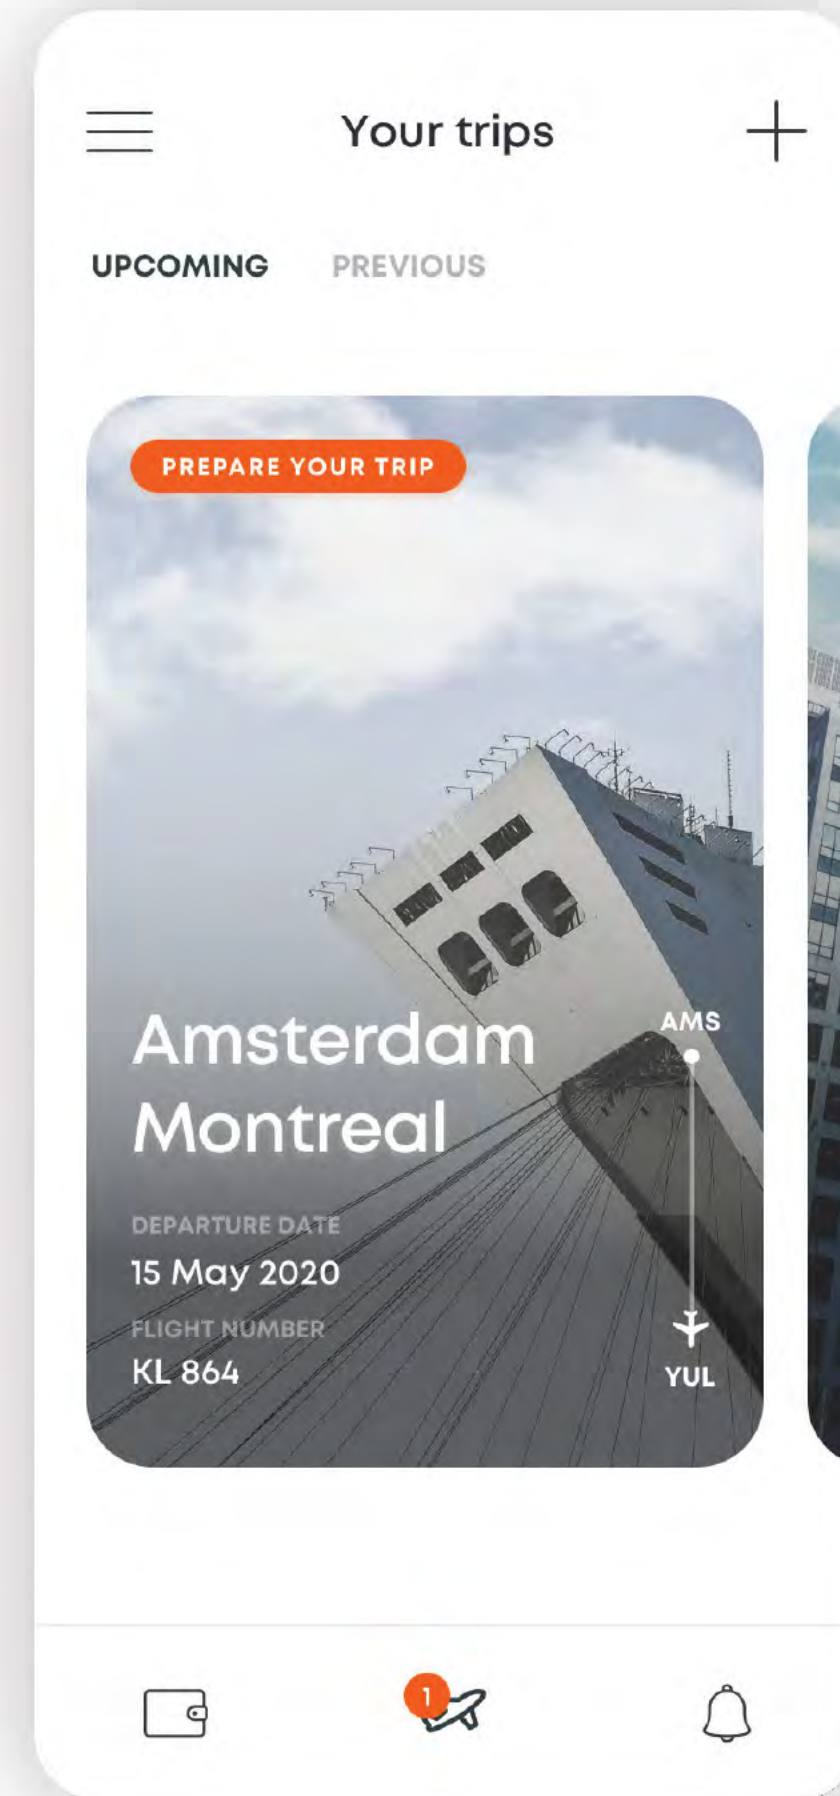 Your trips
UPCOMING PREVIOUS
PREPARE YOUR TRIP
Amsterdam
Montreal
AMS
DEPARTURE DATE
15 May 2020
FLIGHT NUMBER
KL 864
YUL
1